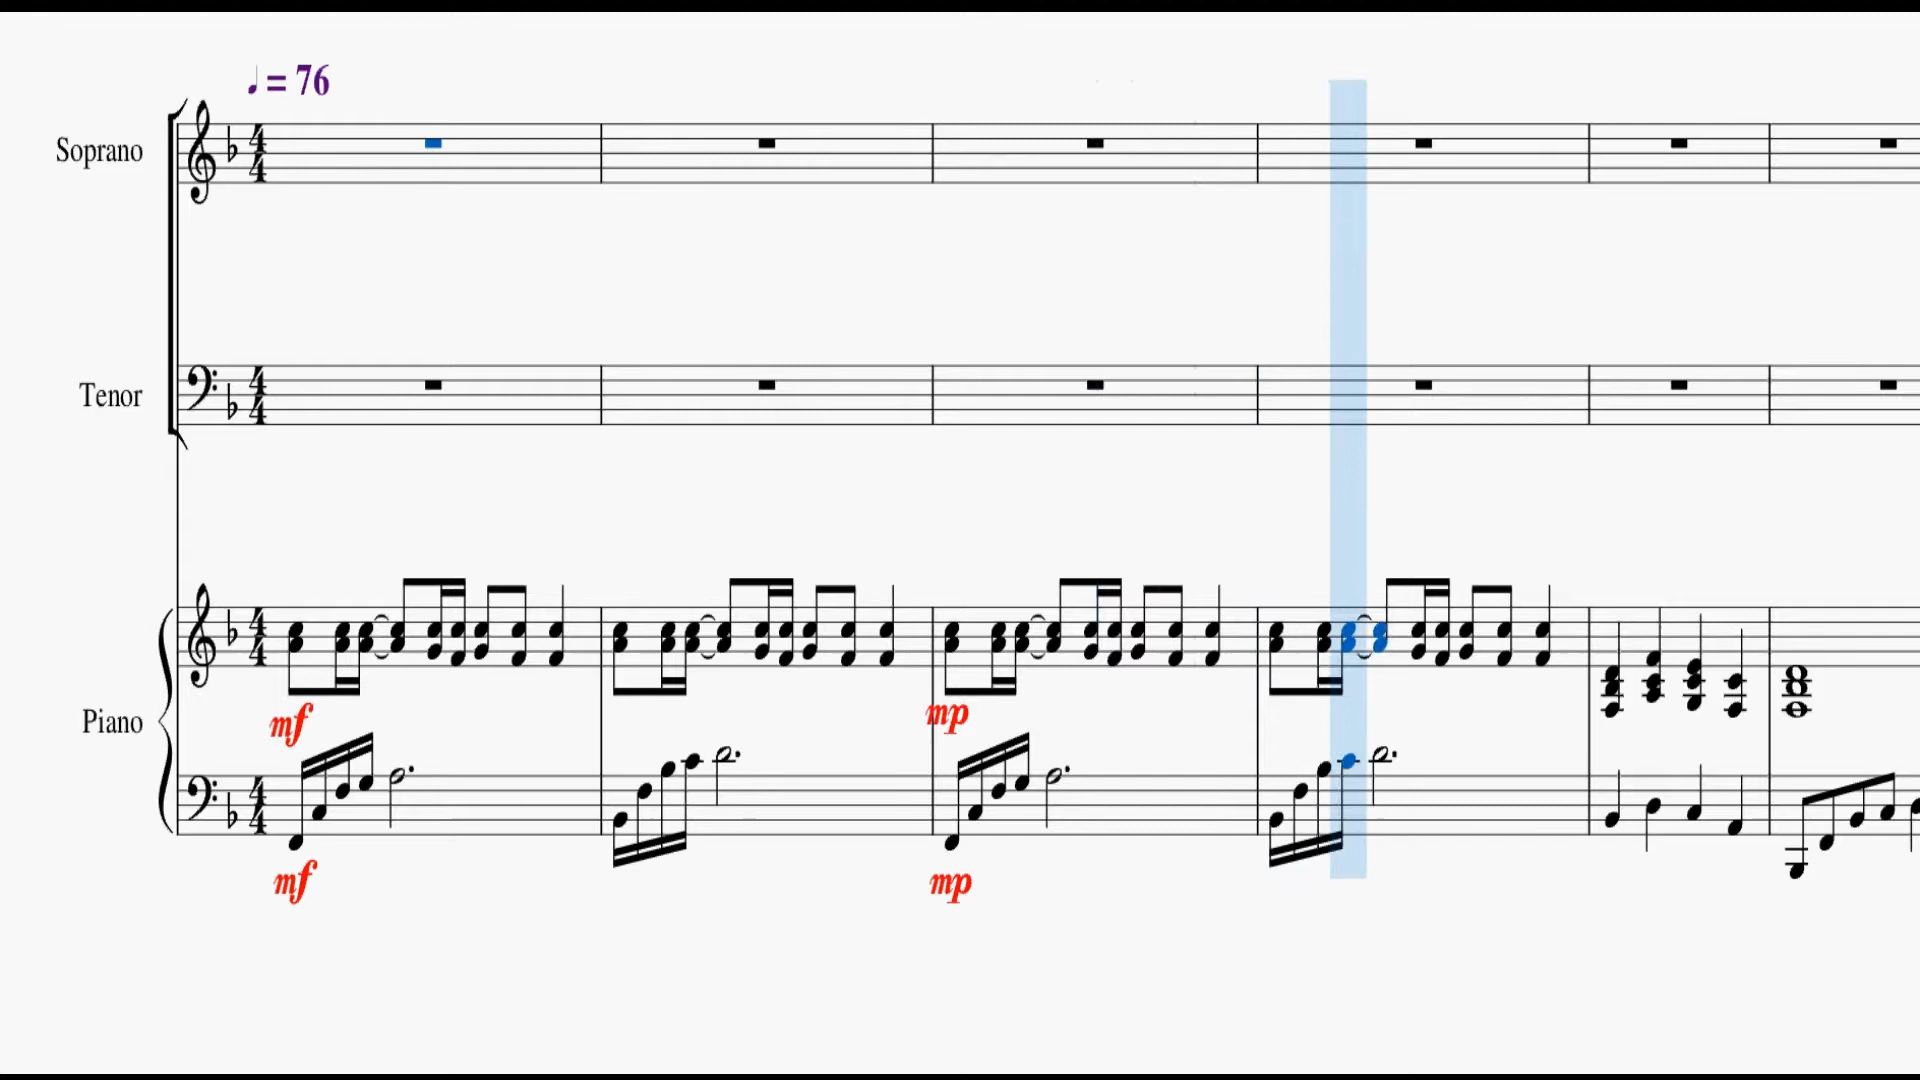 ♩ = 76
Soprano
Tenor
Piano
mf
mp
mf
mp